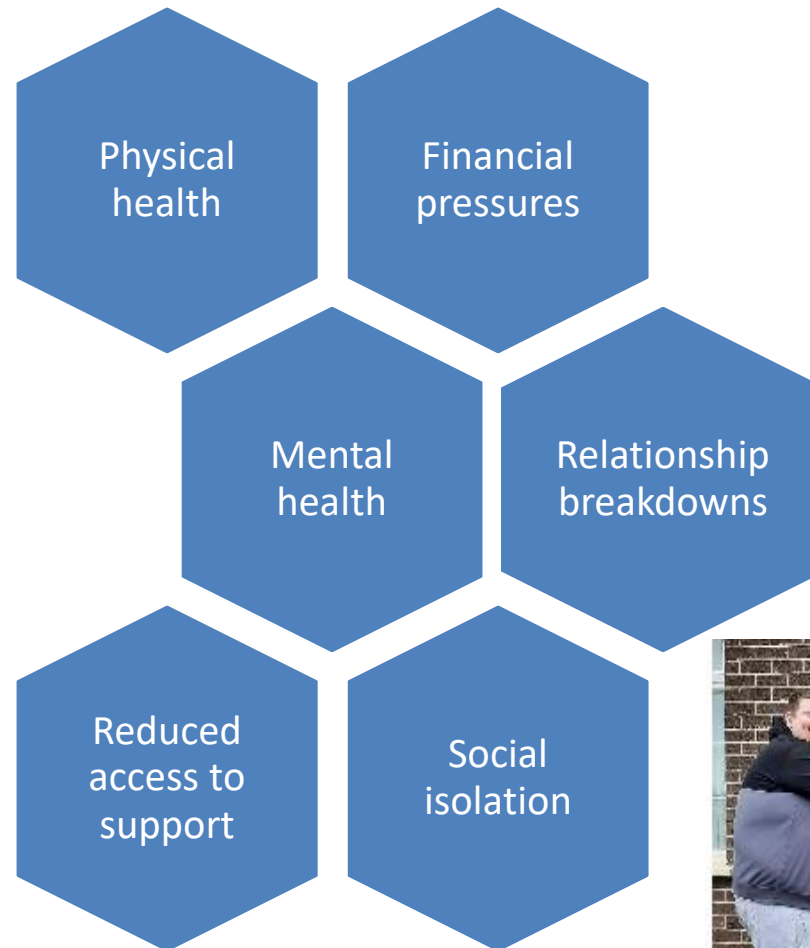 Physical
health
Financial
pressures
Mental
health
Relationship
breakdowns
Reduced
access to
support
Social
isolation